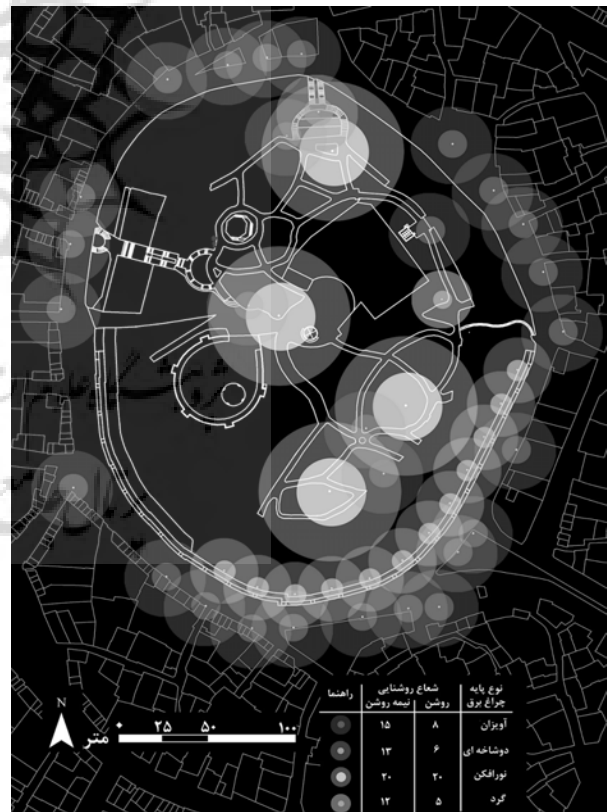 N
۰ ۲۵ ۵۰ ۱۰۰
متر
نوع پایه شعاع روشنایی راهنما
چراغ برق روشن نیمه روشن
آویزان ۸ ۱۵
دوشاخه ای ۶ ۱۳
نورافکن ۲۰ ۲۰
گرد ۵ ۱۲